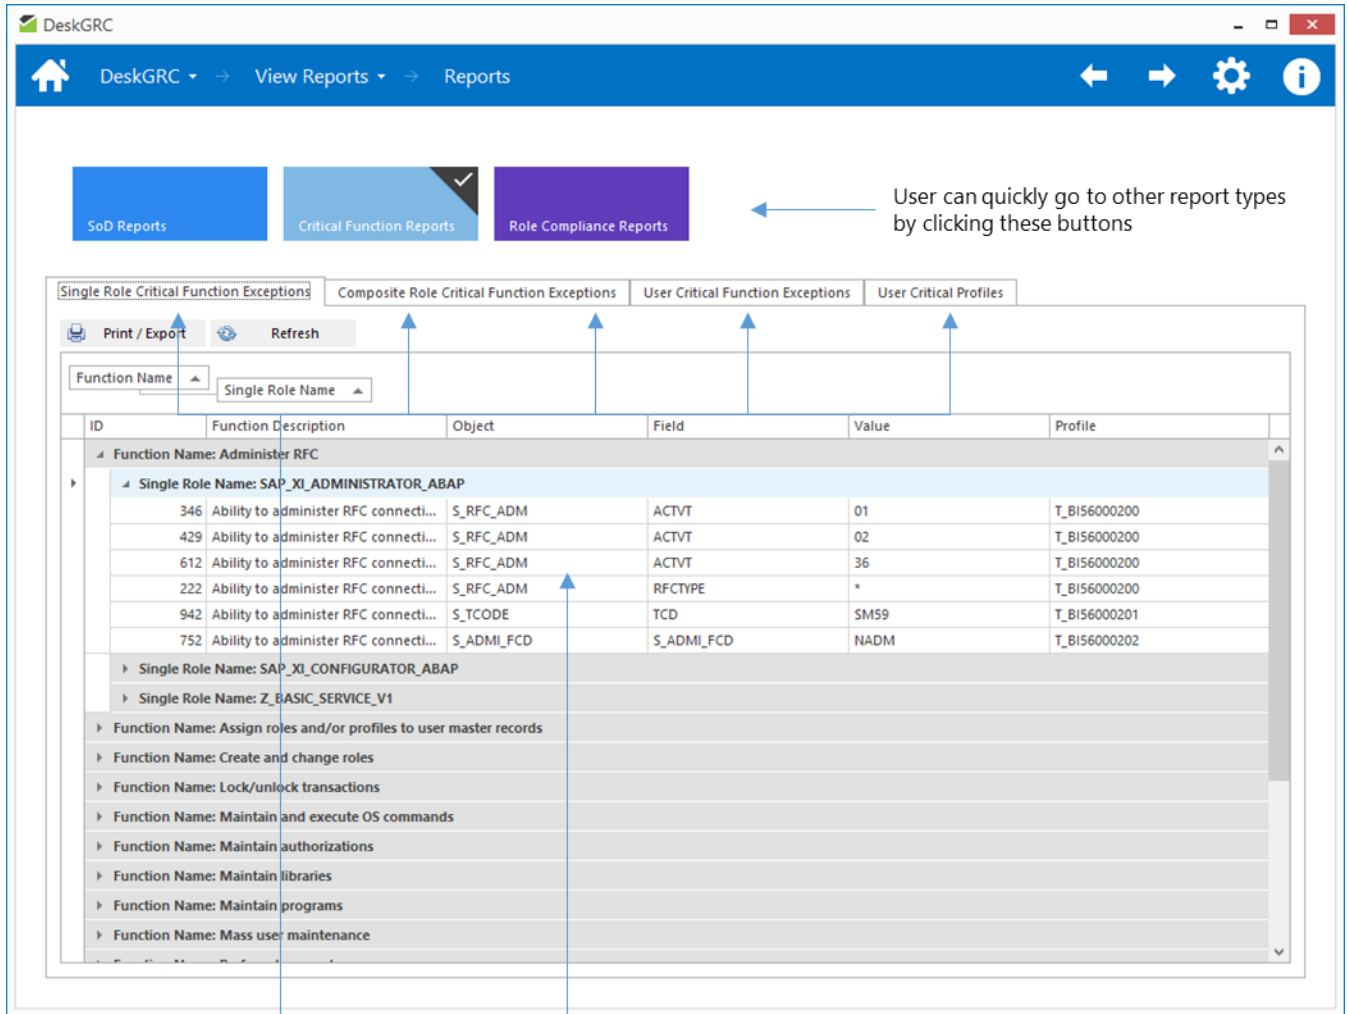 DeskGRC
DeskGRC View Reports Reports
SoD Reports
Critical Function Reports
Role Compliance Reports
User can quickly go to other report types
by clicking these buttons
Single Role Critical Function Exceptions Composite Role Critical Function Exceptions User Critical Function Exceptions User Critical Profiles
Print / Export Refresh
Function Name
Single Role Name
ID Function Description Object Field Value Profile
Function Name: Administer RFC
Single Role Name: SAP_XI_ADMINISTRATOR_ABAP
346 Ability to administer RFC connecti... S_RFC_ADM ACTVT 01 T_BI56000200
429 Ability to administer RFC connecti... S_RFC_ADM ACTVT 02 T_BI56000200
612 Ability to administer RFC connecti... S_RFC_ADM ACTVT 36 T_BI56000200
222 Ability to administer RFC connecti... S_RFC_ADM RFCTYPE * T_BI56000200
942 Ability to administer RFC connecti... S_TCODE TCD SM59 T_BI56000201
752 Ability to administer RFC connecti... S_ADMI_FCD S_ADMI_FCD NADM T_BI56000202
Single Role Name: SAP_XI_CONFIGURATOR_ABAP
Single Role Name: Z_BASIC_SERVICE_V1
Function Name: Assign roles and/or profiles to user master records
Function Name: Create and change roles
Function Name: Lock/unlock transactions
Function Name: Maintain and execute OS commands
Function Name: Maintain authorizations
Function Name: Maintain libraries
Function Name: Maintain programs
Function Name: Mass user maintenance